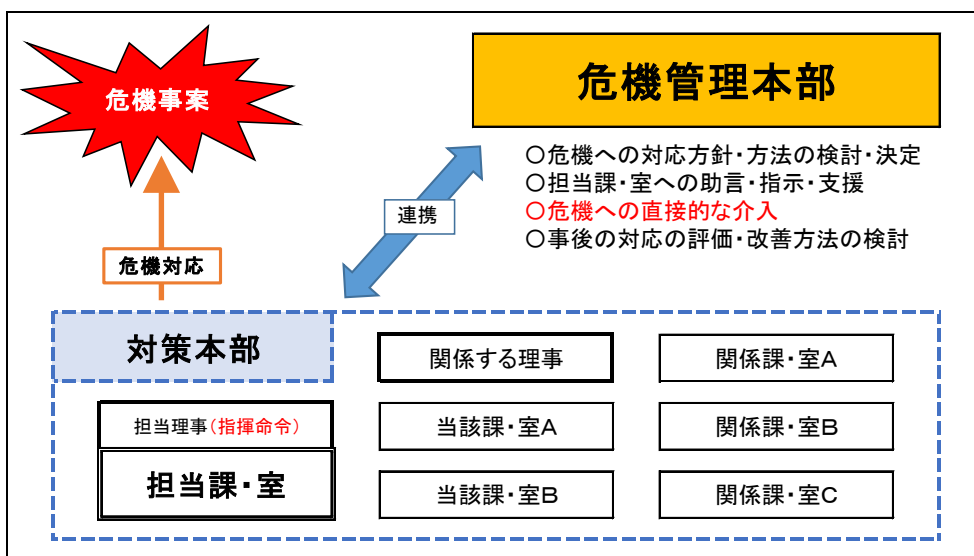 危機事案
危機管理本部
○危機への対応方針・方法の検討・決定
○担当課・室への助言・指示・支援
○危機への直接的な介入
○事後の対応の評価・改善方法の検討
連携
危機対応
対策本部
関係する理事
関係課・室A
担当理事(指揮命令)
当該課・室A
関係課・室B
担当課・室
当該課・室B
関係課・室C